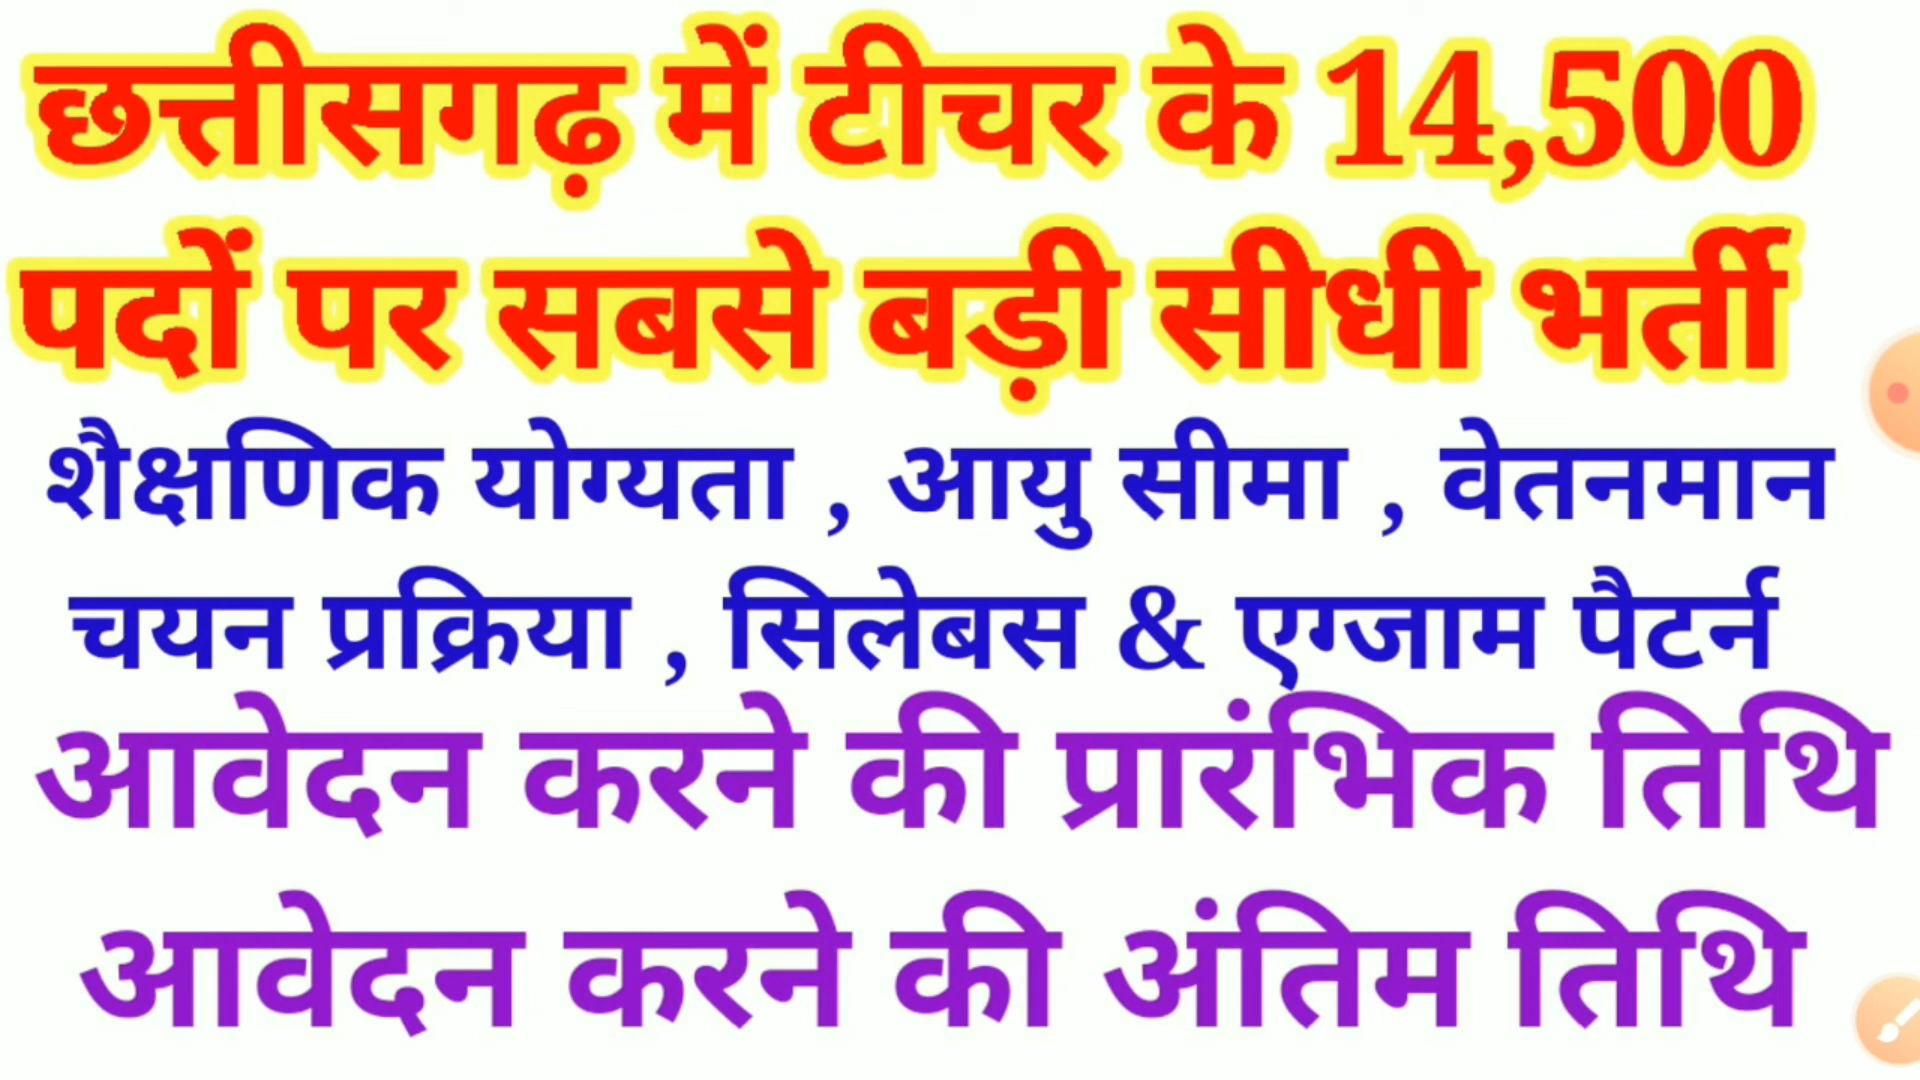 छत्तीसगढ़ में टीचर के 14,500
पदों पर सबसे बड़ी सीधी भर्ती
शैक्षणिक योग्यता , आयु सीमा , वेतनमान
चयन प्रक्रिया , सिलेबस & एग्जाम पैटर्न
आवेदन करने की प्रारंभिक तिथि
आवेदन करने की अंतिम तिथि